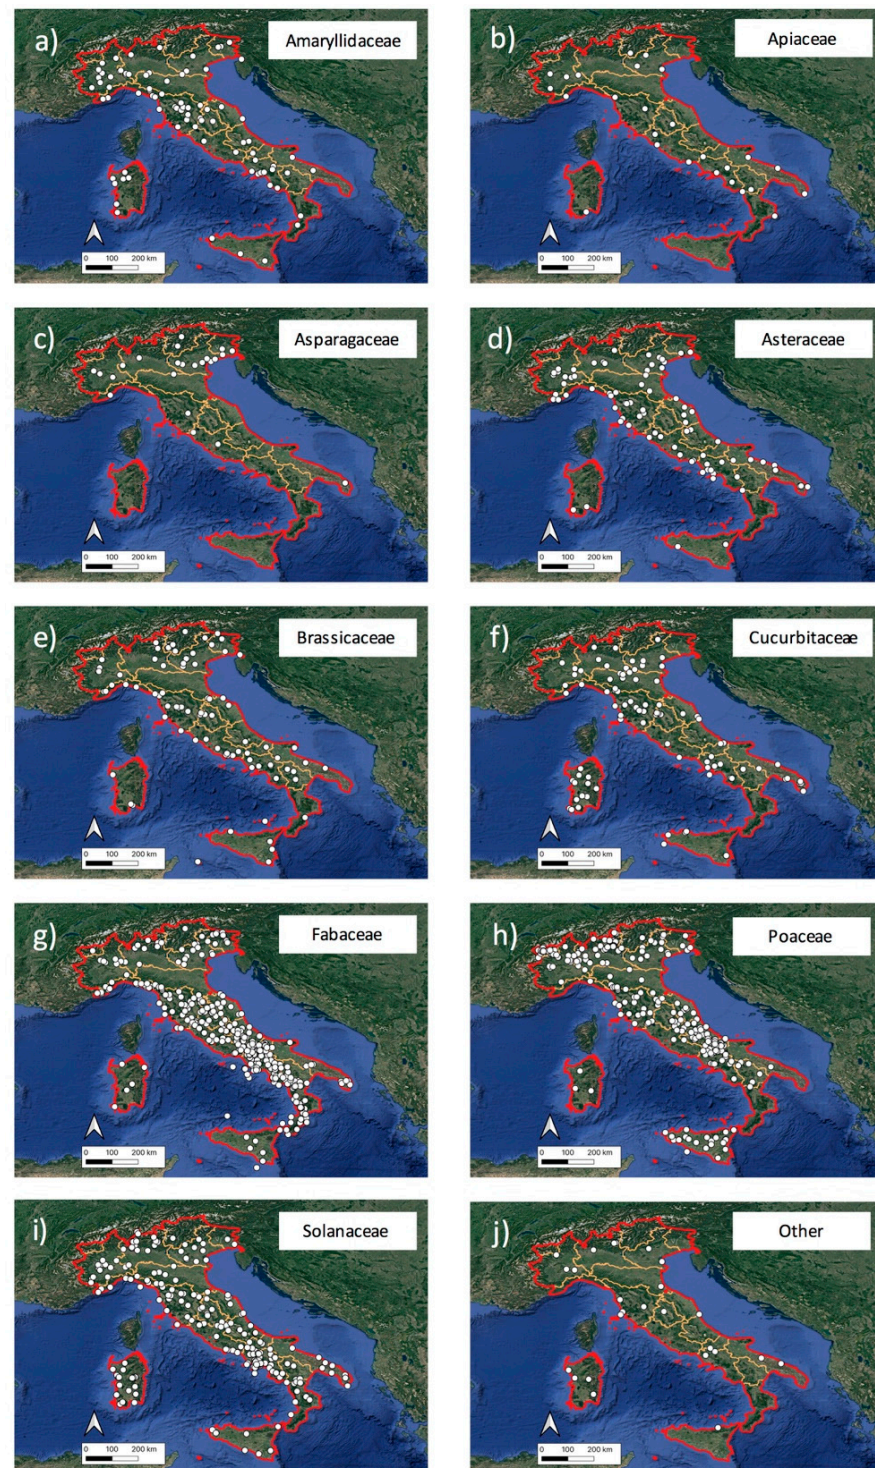 a) Amaryllidaceae
0 100 200 km
b) Apiaceae
0 100 200 km
c) Asparagaceae
0 100 200 km
d) Asteraceae
0 100 200 km
e) Brassicaceae
0 100 200 km
f) Cucurbitaceae
0 100 200 km
g) Fabaceae
0 100 200 km
h) Poaceae
0 100 200 km
i) Solanaceae
0 100 200 km
j) Other
0 100 200 km